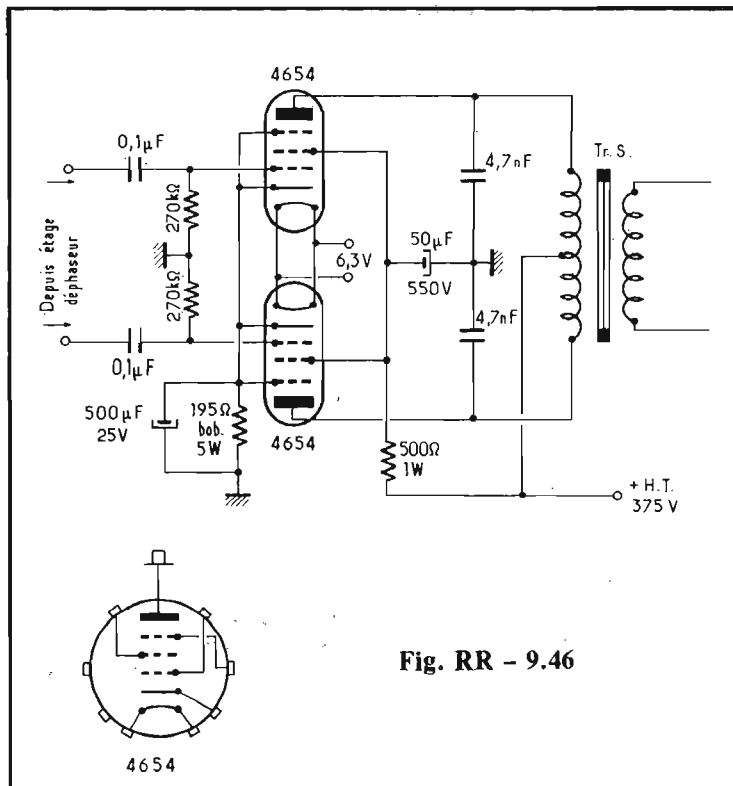 4654
0,1µF
Depuis étage
déphaseur
270kΩ
270kΩ
0,1µF
6,3V
50µF
550V
4,7nF
4,7nF
Tr. S.
500µF
25V
195Ω
bob.
5W
4654
500Ω
1W
+ H.T.
375 V
Fig. RR - 9.46
4654